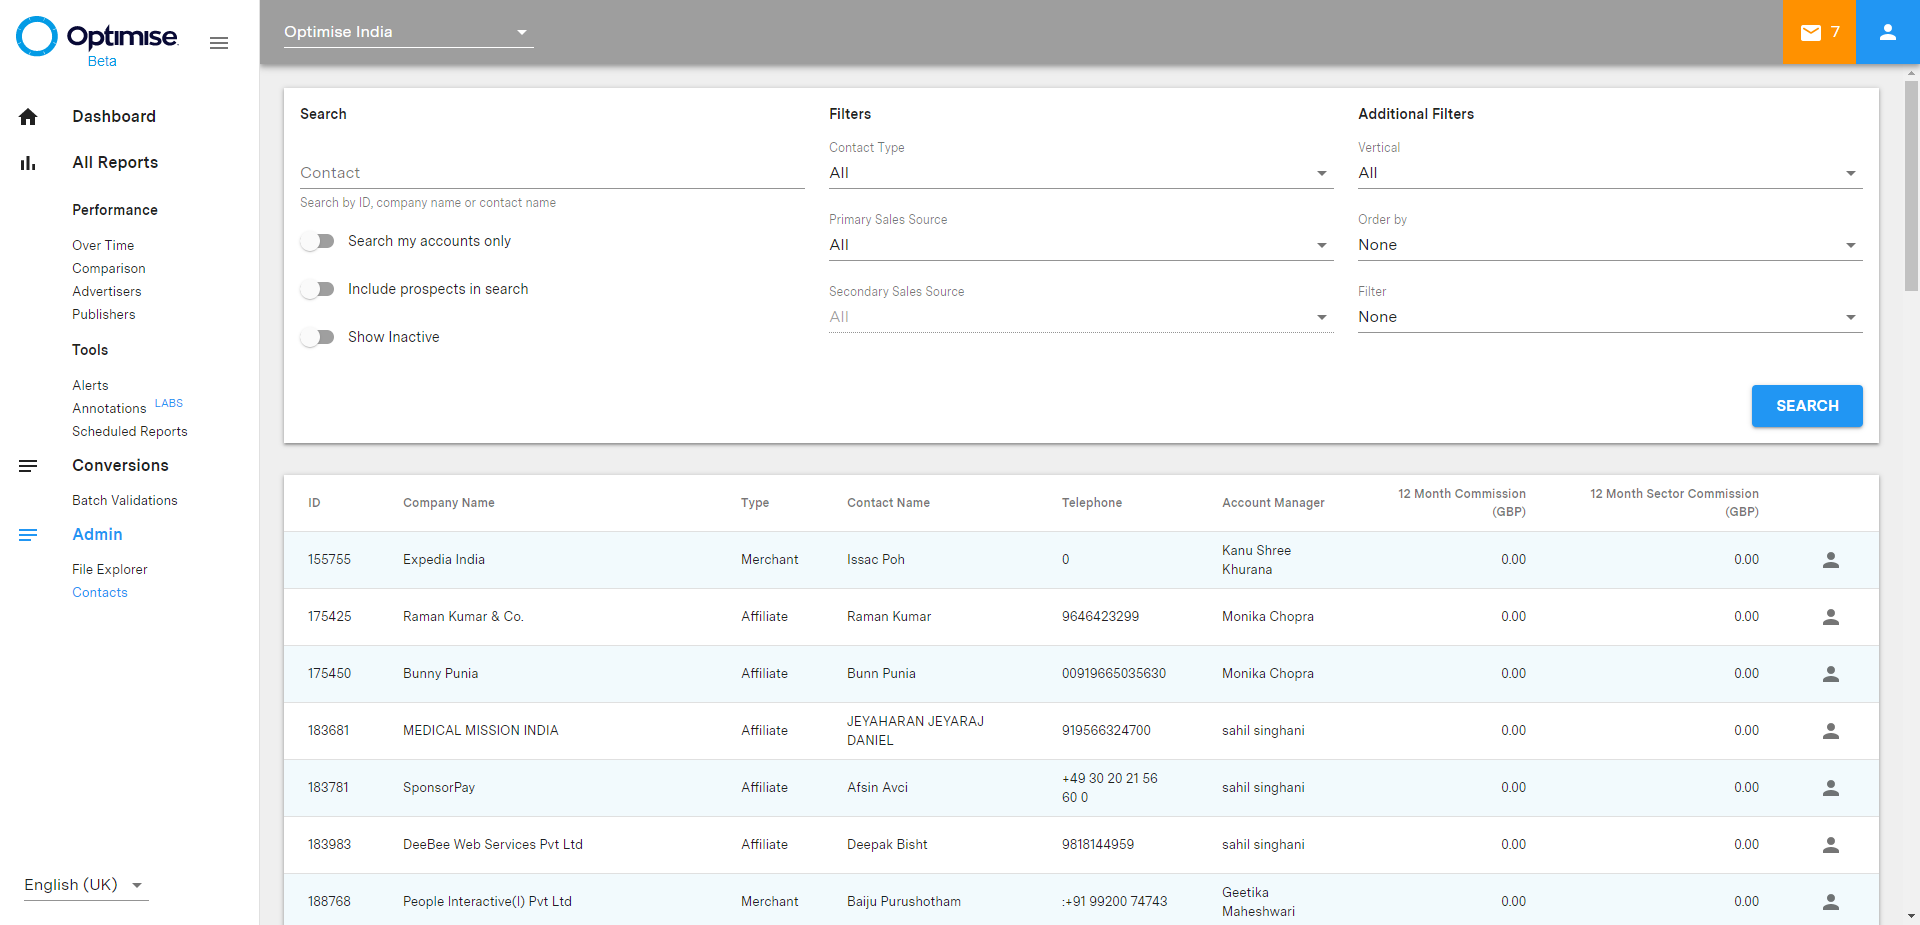 Optimise
Beta
Optimise India
7
Dashboard
All Reports
Performance
Over Time
Comparison
Advertisers
Publishers
Tools
Alerts
Annotations LABS
Scheduled Reports
Conversions
Batch Validations
Admin
File Explorer
Contacts
English (UK)
Search
Contact
Search by ID, company name or contact name
Search my accounts only
Include prospects in search
Show Inactive
Filters
Contact Type
All
Primary Sales Source
All
Secondary Sales Source
All
Additional Filters
Vertical
All
Order by
None
Filter
None
SEARCH
ID Company Name Type Contact Name Telephone Account Manager 12 Month Commission (GBP) 12 Month Sector Commission (GBP)
155755 Expedia India Merchant Issac Poh 0 Kanu Shree Khurana 0.00 0.00
175425 Raman Kumar & Co. Affiliate Raman Kumar 9646423299 Monika Chopra 0.00 0.00
175450 Bunny Punia Affiliate Bunn Punia 00919665035630 Monika Chopra 0.00 0.00
183681 MEDICAL MISSION INDIA Affiliate JEYAHARAN JEYARAJ DANIEL 919566324700 sahil singhani 0.00 0.00
183781 SponsorPay Affiliate Afsin Avci +49 30 20 21 56 60 0 sahil singhani 0.00 0.00
183983 DeeBee Web Services Pvt Ltd Affiliate Deepak Bisht 9818144959 sahil singhani 0.00 0.00
188768 People Interactive(I) Pvt Ltd Merchant Baiju Purushotham :+91 99200 74743 Geetika Maheshwari 0.00 0.00